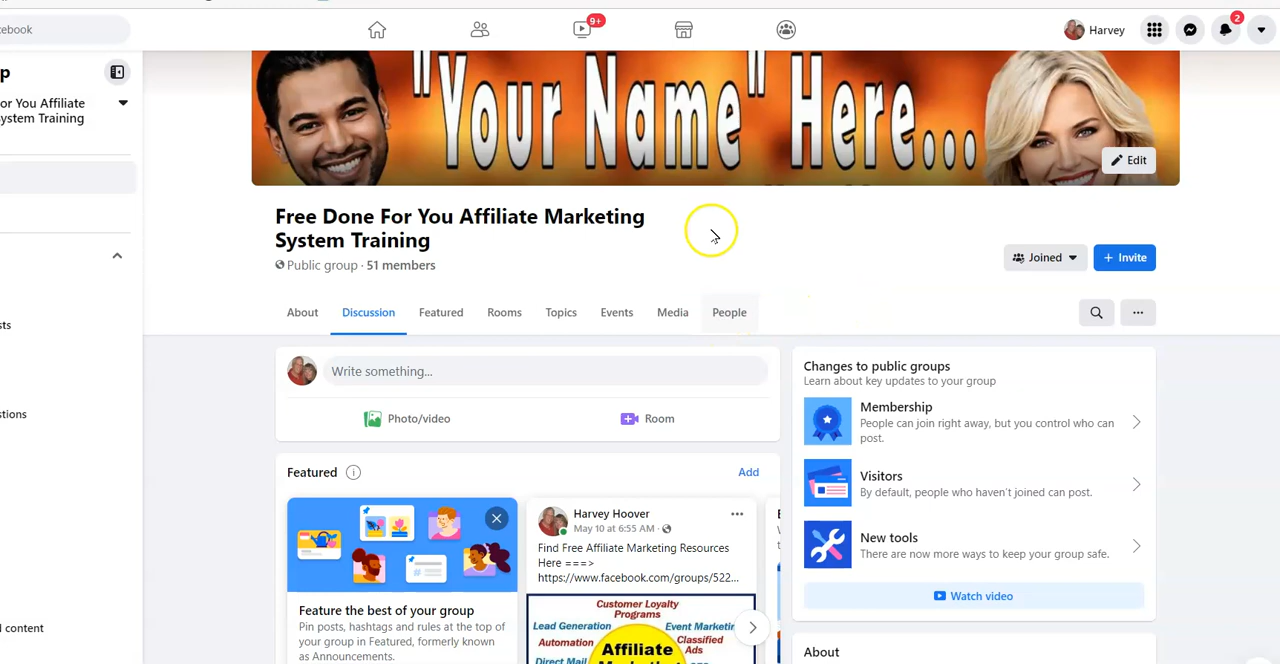 cebook
9+
Harvey
2
p
or You Affiliate
ystem Training
"Your Name" Here...
Edit
Free Done For You Affiliate Marketing
System Training
Public group · 51 members
Joined
+ Invite
About
Discussion
Featured
Rooms
Topics
Events
Media
People
Write something...
Photo/video
Room
Changes to public groups
Learn about key updates to your group
Membership
People can join right away, but you control who can
post.
Visitors
By default, people who haven't joined can post.
New tools
There are now more ways to keep your group safe.
Watch video
About
sts
stions
l content
Featured
Add
Feature the best of your group
Pin posts, hashtags and rules at the top of
your group in Featured, formerly known
as Announcements.
Harvey Hoover
May 10 at 6:55 AM ·
Find Free Affiliate Marketing Resources
Here ===>
https://www.facebook.com/groups/522...
Customer Loyalty
Programs
Lead Generation
Event Marketin
Automation
Classified
Ads
Direct Mail
Affiliate